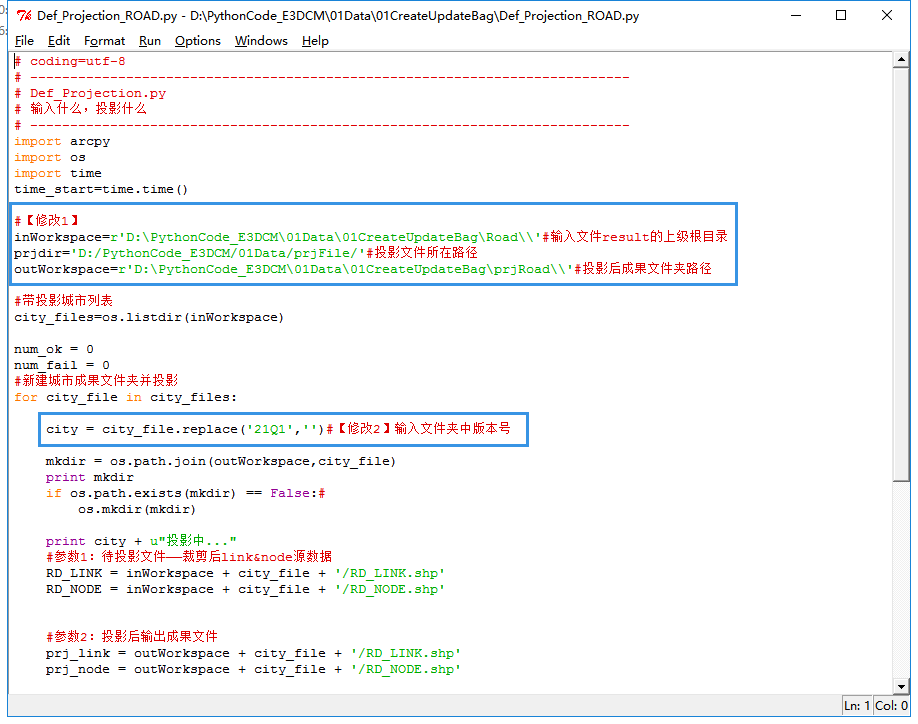 Def_Projection_ROAD.py - D:\PythonCode_E3DCM\01Data\01CreateUpdateBag\Def_Projection_ROAD.py
File Edit Format Run Options Windows Help
# coding=utf-8
# ---------------------------------------------------------------------------
# Def_Projection.py
# 输入什么，投影什么
# ---------------------------------------------------------------------------
import arcpy
import os
import time
time_start=time.time()
#【修改1】
inWorkspace=r'D:\PythonCode_E3DCM\01Data\01CreateUpdateBag\Road\\'#输入文件result的上级根目录
prjdir='D:/PythonCode_E3DCM/01Data/prjFile/'#投影文件所在路径
outWorkspace=r'D:\PythonCode_E3DCM\01Data\01CreateUpdateBag\prjRoad\\'#投影后成果文件夹路径
#带投影城市列表
city_files=os.listdir(inWorkspace)
num_ok = 0
num_fail = 0
#新建城市成果文件夹并投影
for city_file in city_files:
city = city_file.replace('21Q1','')#【修改2】输入文件夹中版本号
mkdir = os.path.join(outWorkspace,city_file)
print mkdir
if os.path.exists(mkdir) == False:#
os.mkdir(mkdir)
print city + u"投影中..."
#参数1：待投影文件——裁剪后link&node源数据
RD_LINK = inWorkspace + city_file + '/RD_LINK.shp'
RD_NODE = inWorkspace + city_file + '/RD_NODE.shp'
#参数2：投影后输出成果文件
prj_link = outWorkspace + city_file + '/RD_LINK.shp'
prj_node = outWorkspace + city_file + '/RD_NODE.shp'
Ln: 1 Col: 0